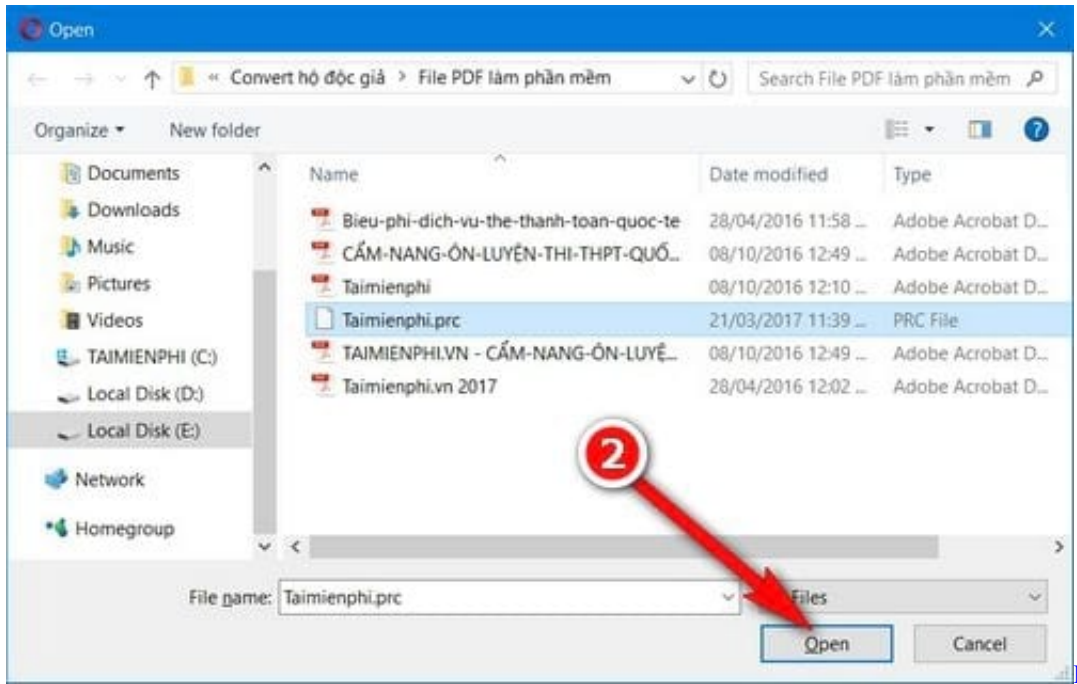 Open
« Convert hộ độc giả > File PDF làm phần mềm
Search File PDF làm phần mềm
Organize
New folder
Name
Date modified
Type
Documents
Downloads
Music
Pictures
Videos
TAIMIENPHI (C:)
Local Disk (D:)
Local Disk (E:)
Network
Homegroup
Bieu-phi-dich-vu-the-thanh-toan-quoc-te 28/04/2016 11:58 ... Adobe Acrobat D...
CẨM-NANG-ÔN-LUYỆN-THI-THPT-QUỐ... 08/10/2016 12:49 ... Adobe Acrobat D...
Taimienphi 08/10/2016 12:10 ... Adobe Acrobat D...
Taimienphi.prc 21/03/2017 11:39 ... PRC File
TAIMIENPHI.VN - CẨM-NANG-ÔN-LUYỆ... 08/10/2016 12:49 ... Adobe Acrobat D...
Taimienphi.vn 2017 28/04/2016 12:02 ... Adobe Acrobat D...
2
File name: Taimienphi.prc
Files
Open
Cancel